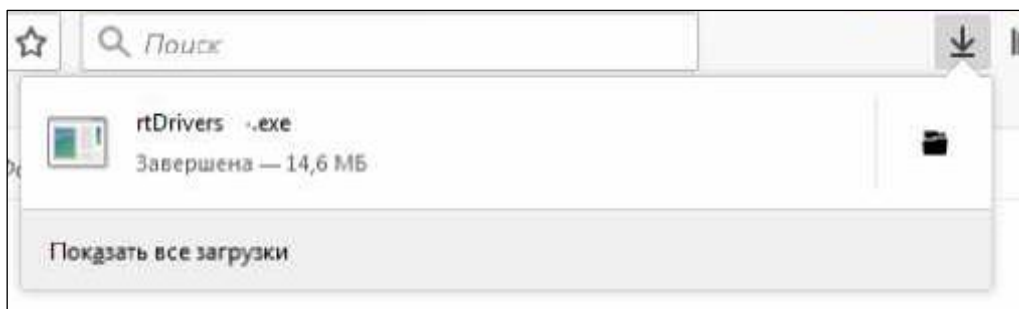 Поиск
rtDrivers -.exe
Завершена — 14,6 МБ
Показать все загрузки